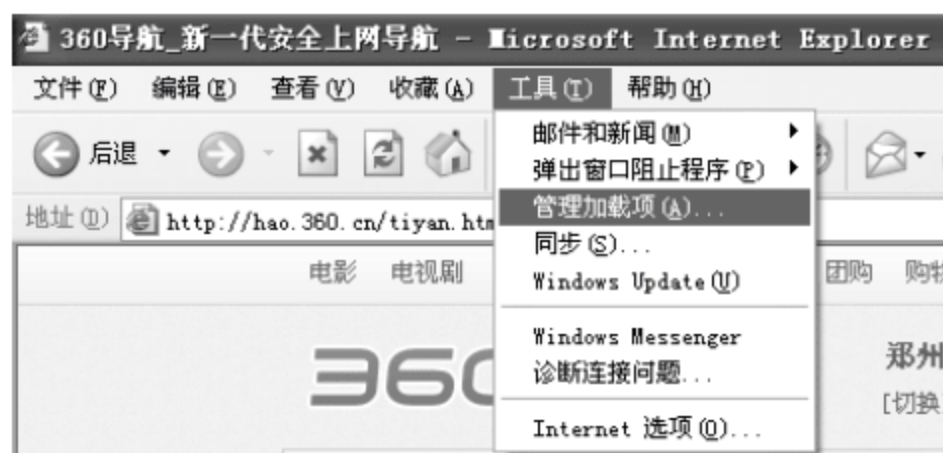 360导航_新一代安全上网导航 - Microsoft Internet Explorer
文件(F) 编辑(E) 查看(V) 收藏(A) 工具(T) 帮助(H)
邮件和新闻(M)
后退
弹出窗口阻止程序(P)
管理加载项(A)...
地址(D) http://hao.360.cn/tiyan.htm
同步(S)...
电影 电视剧
Windows Update(U)
团购 购物
Windows Messenger
360
诊断连接问题...
郑州
[切换
Internet 选项(O)...